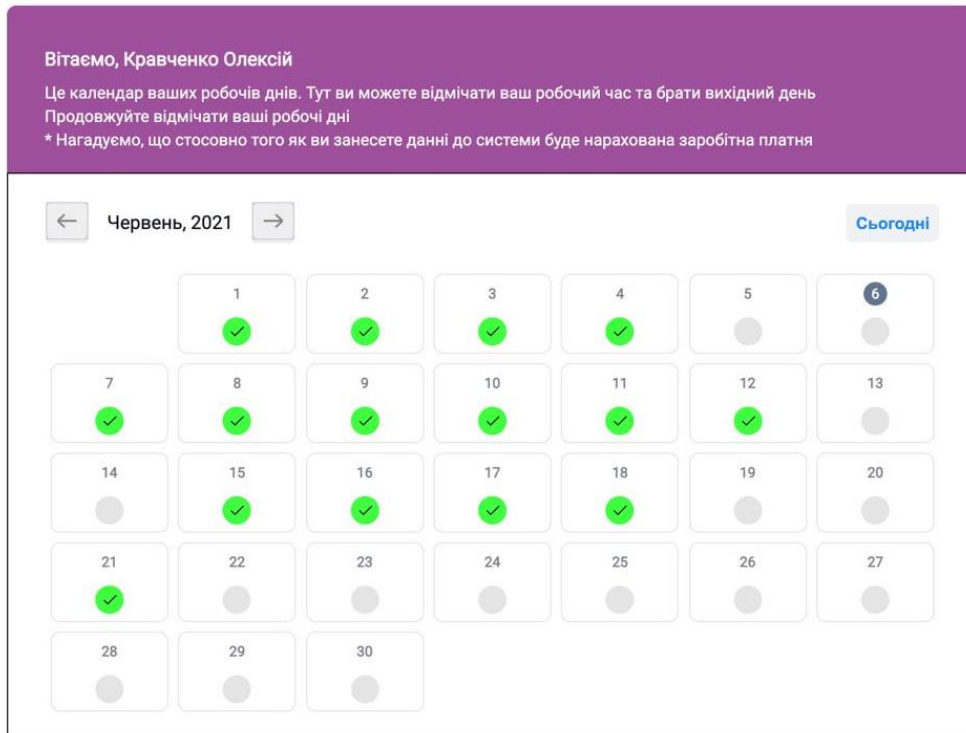 Вітаємо, Кравченко Олексій
Це календар ваших робочів днів. Тут ви можете відмічати ваш робочий час та брати вихідний день
Продовжуйте відмічати ваші робочі дні
* Нагадуємо, що стосовно того як ви занесете данні до системи буде нарахована заробітна платня
Червень, 2021
Сьогодні
1 2 3 4 5 6
7 8 9 10 11 12 13
14 15 16 17 18 19 20
21 22 23 24 25 26 27
28 29 30